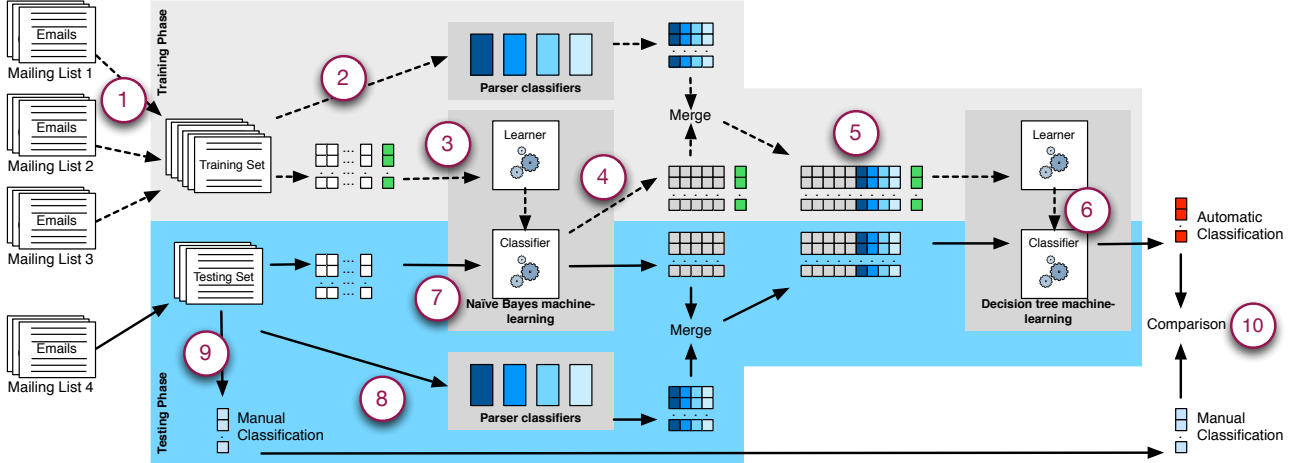 Emails
Mailing List 1
Emails
Mailing List 2
Emails
Mailing List 3
Emails
Mailing List 4
1
Training Phase
2
Parser classifiers
Training Set
3
Learner
4
Merge
5
Learner
6
Classifier
Decision tree machine-
learning
Automatic
Classification
Testing Phase
Testing Set
7
Classifier
Naïve Bayes machine-
learning
Merge
8
Parser classifiers
9
Manual
Classification
Comparison
10
Manual
Classification